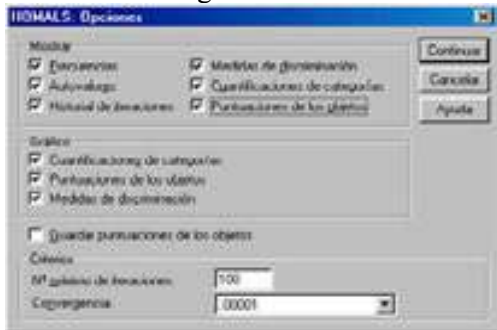 HOMALS: Opciones
Mostrar
Frecuencias
Medidas de discriminación
Autovalores
Cuantificaciones de categorías
Historial de iteraciones
Puntuaciones de los objetos
Continuar
Cancelar
Ayuda
Gráfico
Cuantificaciones de categorías
Puntuaciones de los objetos
Medidas de discriminación
Guardar puntuaciones de los objetos
Criterios
Nº máximo de iteraciones: 100
Convergencia: .00001